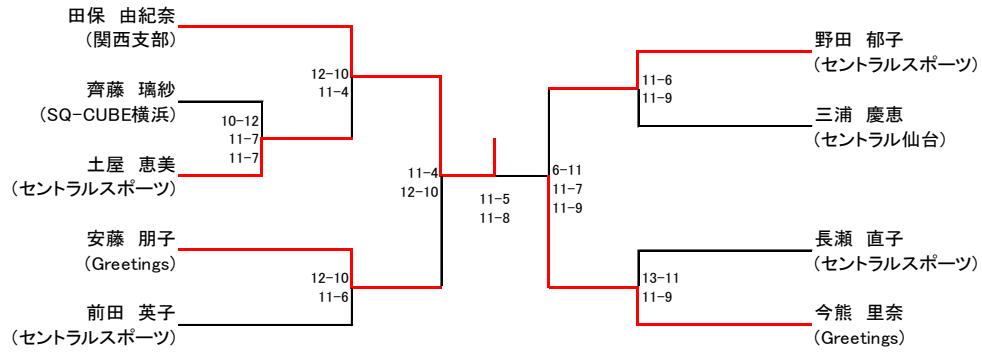 田保　由紀奈
（関西支部）
12-10
11-4
齊藤　璃紗
（SQ-CUBE横浜）
10-12
11-7
11-7
土屋　恵美
（セントラルスポーツ）
11-4
12-10
安藤　朋子
（Greetings）
12-10
11-6
前田　英子
（セントラルスポーツ）
11-5
11-8
野田　郁子
（セントラルスポーツ）
11-6
11-9
三浦　慶恵
（セントラル仙台）
6-11
11-7
11-9
長瀬　直子
（セントラルスポーツ）
13-11
11-9
今熊　里奈
（Greetings）